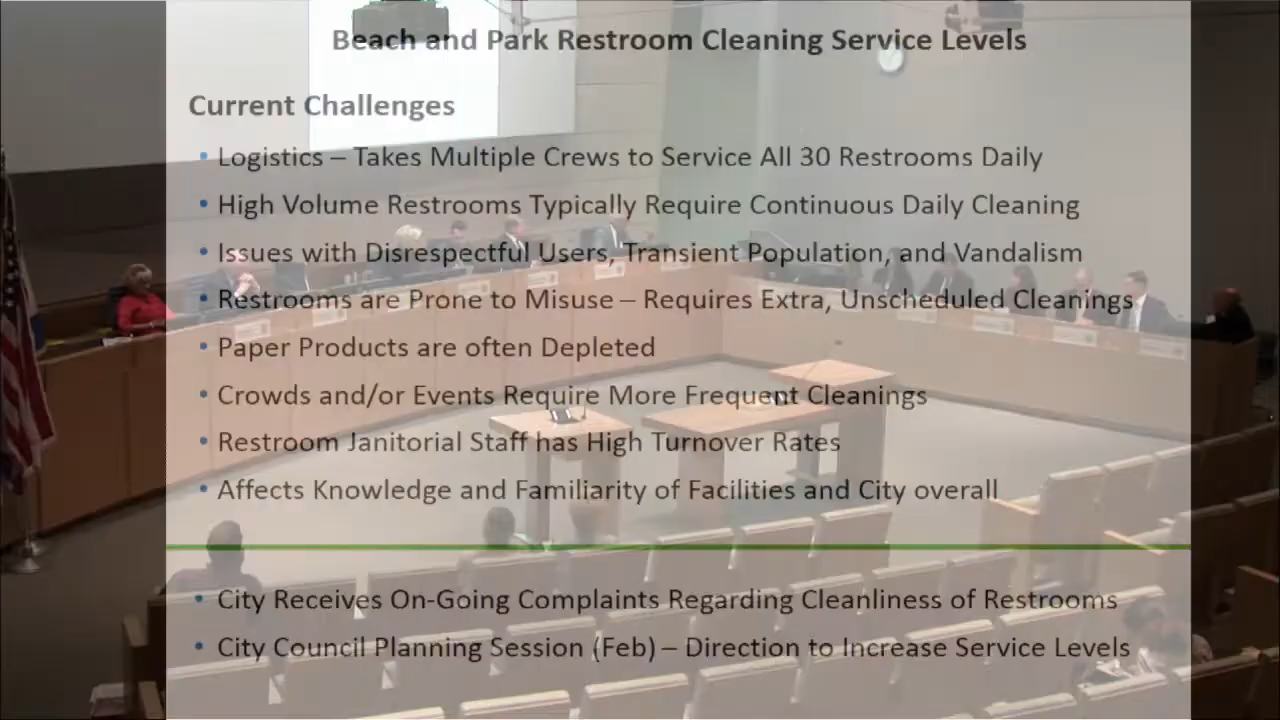 Beach and Park Restroom Cleaning Service Levels
Current Challenges
• Logistics – Takes Multiple Crews to Service All 30 Restrooms Daily
• High Volume Restrooms Typically Require Continuous Daily Cleaning
• Issues with Disrespectful Users, Transient Population, and Vandalism
• Restrooms are Prone to Misuse – Requires Extra, Unscheduled Cleanings
• Paper Products are often Depleted
• Crowds and/or Events Require More Frequent Cleanings
• Restroom Janitorial Staff has High Turnover Rates
• Affects Knowledge and Familiarity of Facilities and City overall
• City Receives On-Going Complaints Regarding Cleanliness of Restrooms
• City Council Planning Session (Feb) – Direction to Increase Service Levels